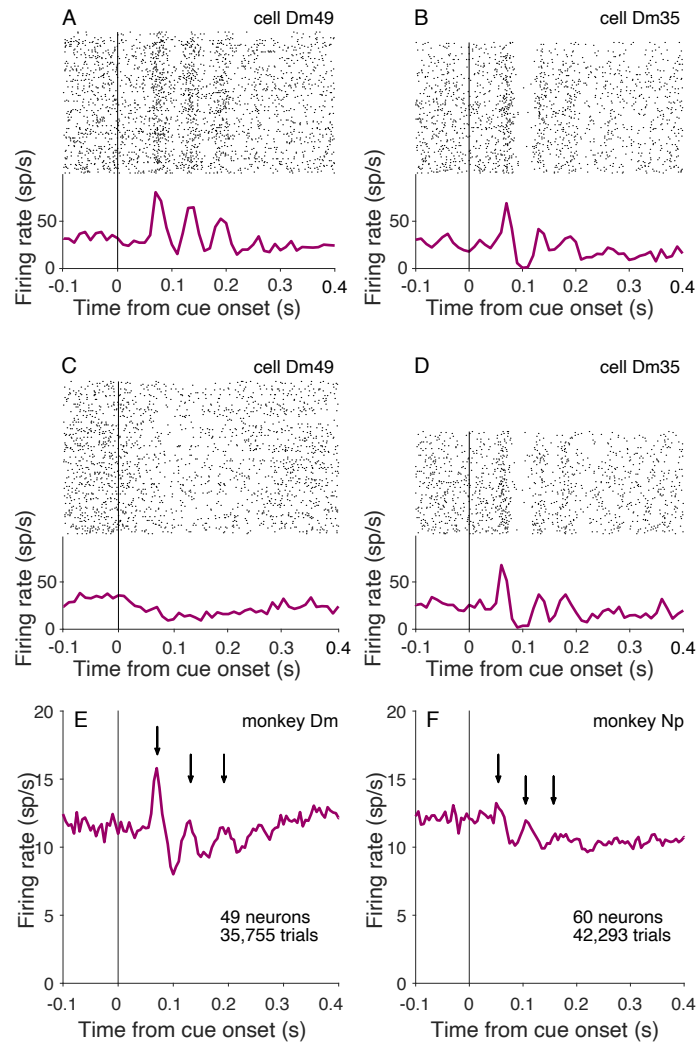 A cell Dm49
Firing rate (sp/s)
50
0
-0.1 0 0.1 0.2 0.3 0.4
Time from cue onset (s)
B cell Dm35
Firing rate (sp/s)
50
0
-0.1 0 0.1 0.2 0.3 0.4
Time from cue onset (s)
C cell Dm49
Firing rate (sp/s)
50
0
-0.1 0 0.1 0.2 0.3 0.4
Time from cue onset (s)
D cell Dm35
Firing rate (sp/s)
50
0
-0.1 0 0.1 0.2 0.3 0.4
Time from cue onset (s)
E monkey Dm
Firing rate (sp/s)
20
15
10
5
0
49 neurons
35,755 trials
-0.1 0 0.1 0.2 0.3 0.4
Time from cue onset (s)
F monkey Np
Firing rate (sp/s)
20
15
10
5
0
60 neurons
42,293 trials
-0.1 0 0.1 0.2 0.3 0.4
Time from cue onset (s)